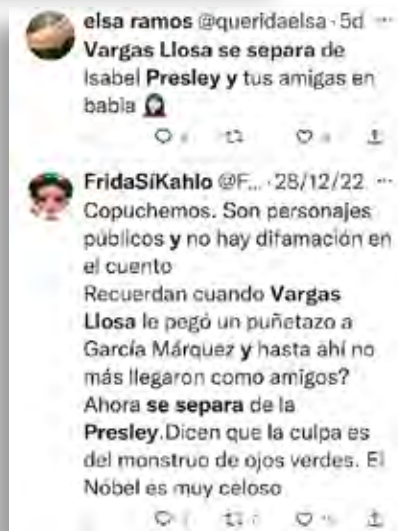 elsa ramos @queridaelsa · 5d ···
Vargas Llosa se separa de
Isabel Presley y tus amigas en
babia
FridaSíKahlo @F... · 28/12/22 ···
Copuchemos. Son personajes
públicos y no hay difamación en
el cuento
Recuerdan cuando Vargas
Llosa le pegó un puñetazo a
García Márquez y hasta ahí no
más llegaron como amigos?
Ahora se separa de la
Presley.Dicen que la culpa es
del monstruo de ojos verdes. El
Nóbel es muy celoso